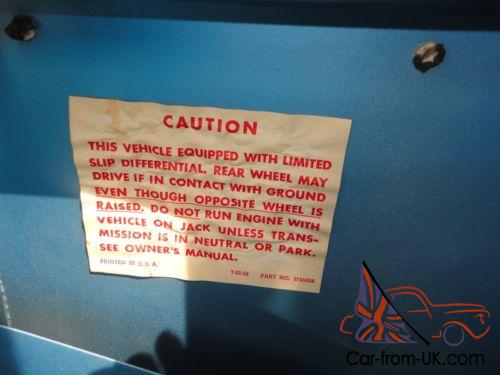 CAUTION
THIS VEHICLE EQUIPPED WITH LIMITED
SLIP DIFFERENTIAL. REAR WHEEL MAY
DRIVE IF IN CONTACT WITH GROUND
EVEN THOUGH OPPOSITE WHEEL IS
RAISED. DO NOT RUN ENGINE WITH
VEHICLE ON JACK UNLESS TRANS-
MISSION IS IN NEUTRAL OR PARK.
SEE OWNER'S MANUAL.
PRINTED IN U.S.A. PART NO.
Car-from-UK.com